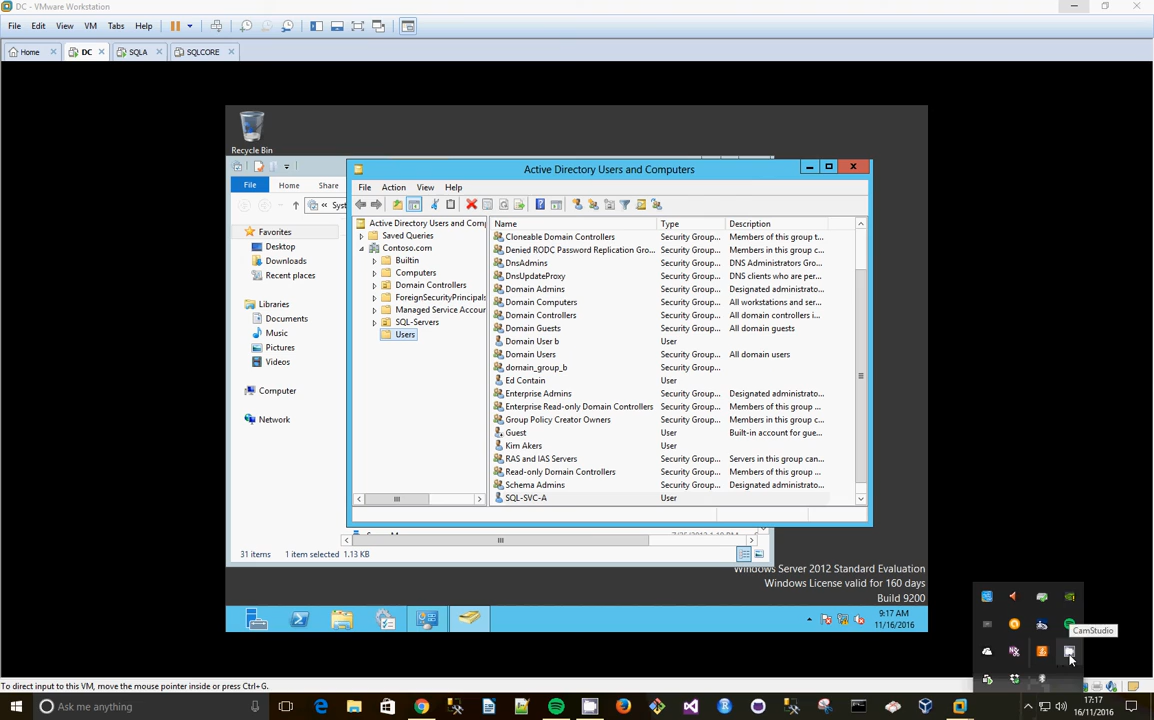 DC - VMware Workstation
File Edit View VM Tabs Help
Home DC SQLA SQLCORE
Recycle Bin
Active Directory Users and Computers
File Home Share
File Action View Help
Syst
Active Directory Users and Comp
Saved Queries
Contoso.com
Builtin
Computers
Domain Controllers
ForeignSecurityPrincipals
Managed Service Accour
SQL-Servers
Users
Favorites
Desktop
Downloads
Recent places
Libraries
Documents
Music
Pictures
Videos
Computer
Network
Name Type Description
Cloneable Domain Controllers Security Group... Members of this group t...
Denied RODC Password Replication Gro... Security Group... Members in this group c...
DnsAdmins Security Group... DNS Administrators Gro...
DnsUpdateProxy Security Group... DNS clients who are per...
Domain Admins Security Group... Designated administrato...
Domain Computers Security Group... All workstations and ser...
Domain Controllers Security Group... All domain controllers i...
Domain Guests Security Group... All domain guests
Domain User b User
Domain Users Security Group... All domain users
domain_group_b Security Group...
Ed Contain User
Enterprise Admins Security Group... Designated administrato...
Enterprise Read-only Domain Controllers Security Group... Members of this group ...
Group Policy Creator Owners Security Group... Members in this group c...
Guest User Built-in account for gue...
Kim Akers User
RAS and IAS Servers Security Group... Servers in this group can...
Read-only Domain Controllers Security Group... Members of this group ...
Schema Admins Security Group... Designated administrato...
SQL-SVC-A User
31 items 1 item selected 1.13 KB
Windows Server 2012 Standard Evaluation
Windows License valid for 160 days
Build 9200
9:17 AM
11/16/2016
CamStudio
To direct input to this VM, move the mouse pointer inside or press Ctrl+G.
Ask me anything
17:17
16/11/2016